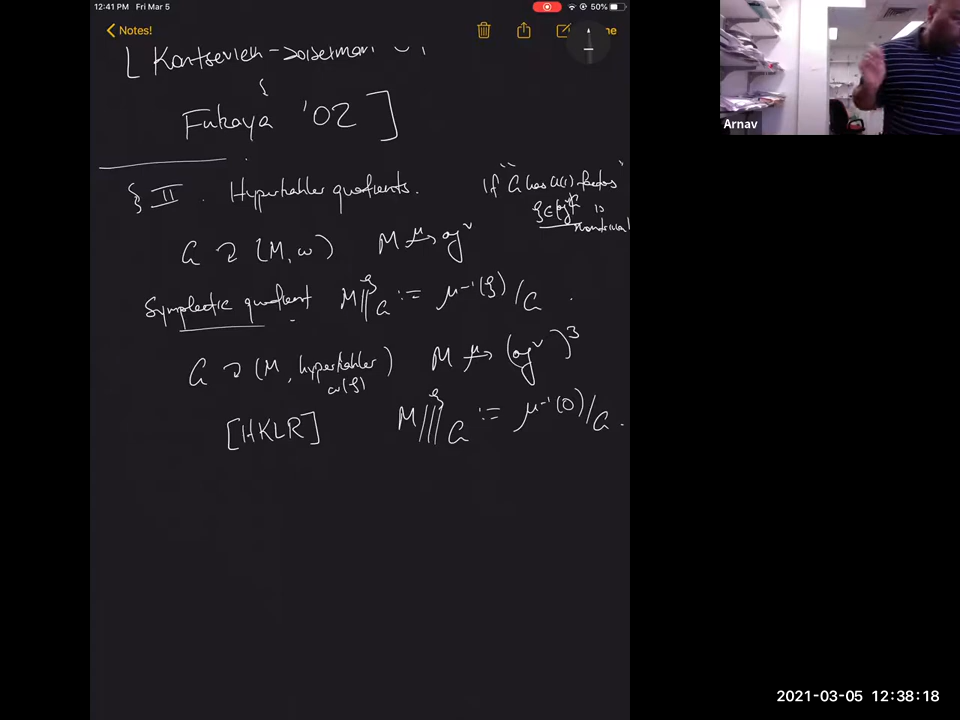 12:41 PM Fri Mar 5
50%
Notes!
[ Kontsevich-Soibelman
&
Fukaya '02 ]
§ II. Hyperkahler quotients.
if "G has U(1) factors"
is
nontrivial
G ↻ (M, ω) M →^μ 𝔤^∨
Symplectic quotient M//^ξ G := μ^-1(ξ)/G
G ↻ (M, hyperkahler) M →^μ (𝔤^∨)^3
ω(ξ)
[HKLR] M///^ξ G := μ^-1(0)/G.
Arnav
2021-03-05 12:38:18